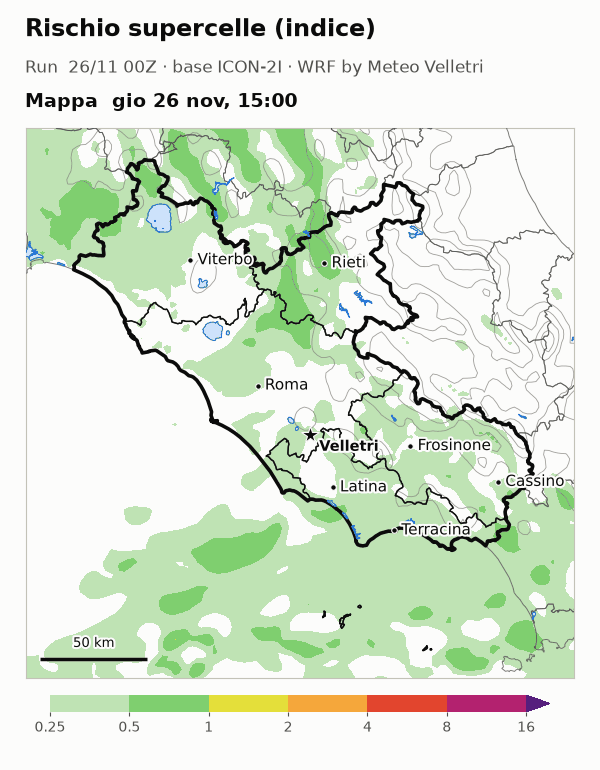 Rischio supercelle (indice)
Run  26/11 00Z · base ICON-2I · WRF by Meteo Velletri
Mappa  gio 26 nov, 15:00
Viterbo
Rieti
Roma
Velletri
Frosinone
Cassino
Latina
Terracina
50 km
0.25 0.5 1 2 4 8 16